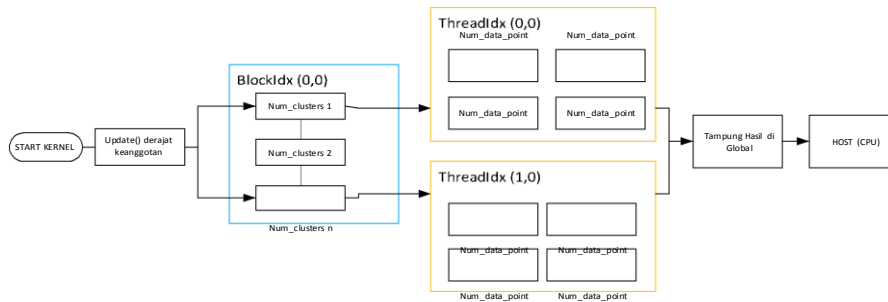 START KERNEL
Update() derajat
keanggotan
BlockIdx (0,0)
Num_clusters 1
Num_clusters 2
Num_clusters n
ThreadIdx (0,0)
Num_data_point
Num_data_point
Num_data_point
Num_data_point
ThreadIdx (1,0)
Num_data_point
Num_data_point
Num_data_point
Num_data_point
Tampung Hasil di
Global
HOST (CPU)